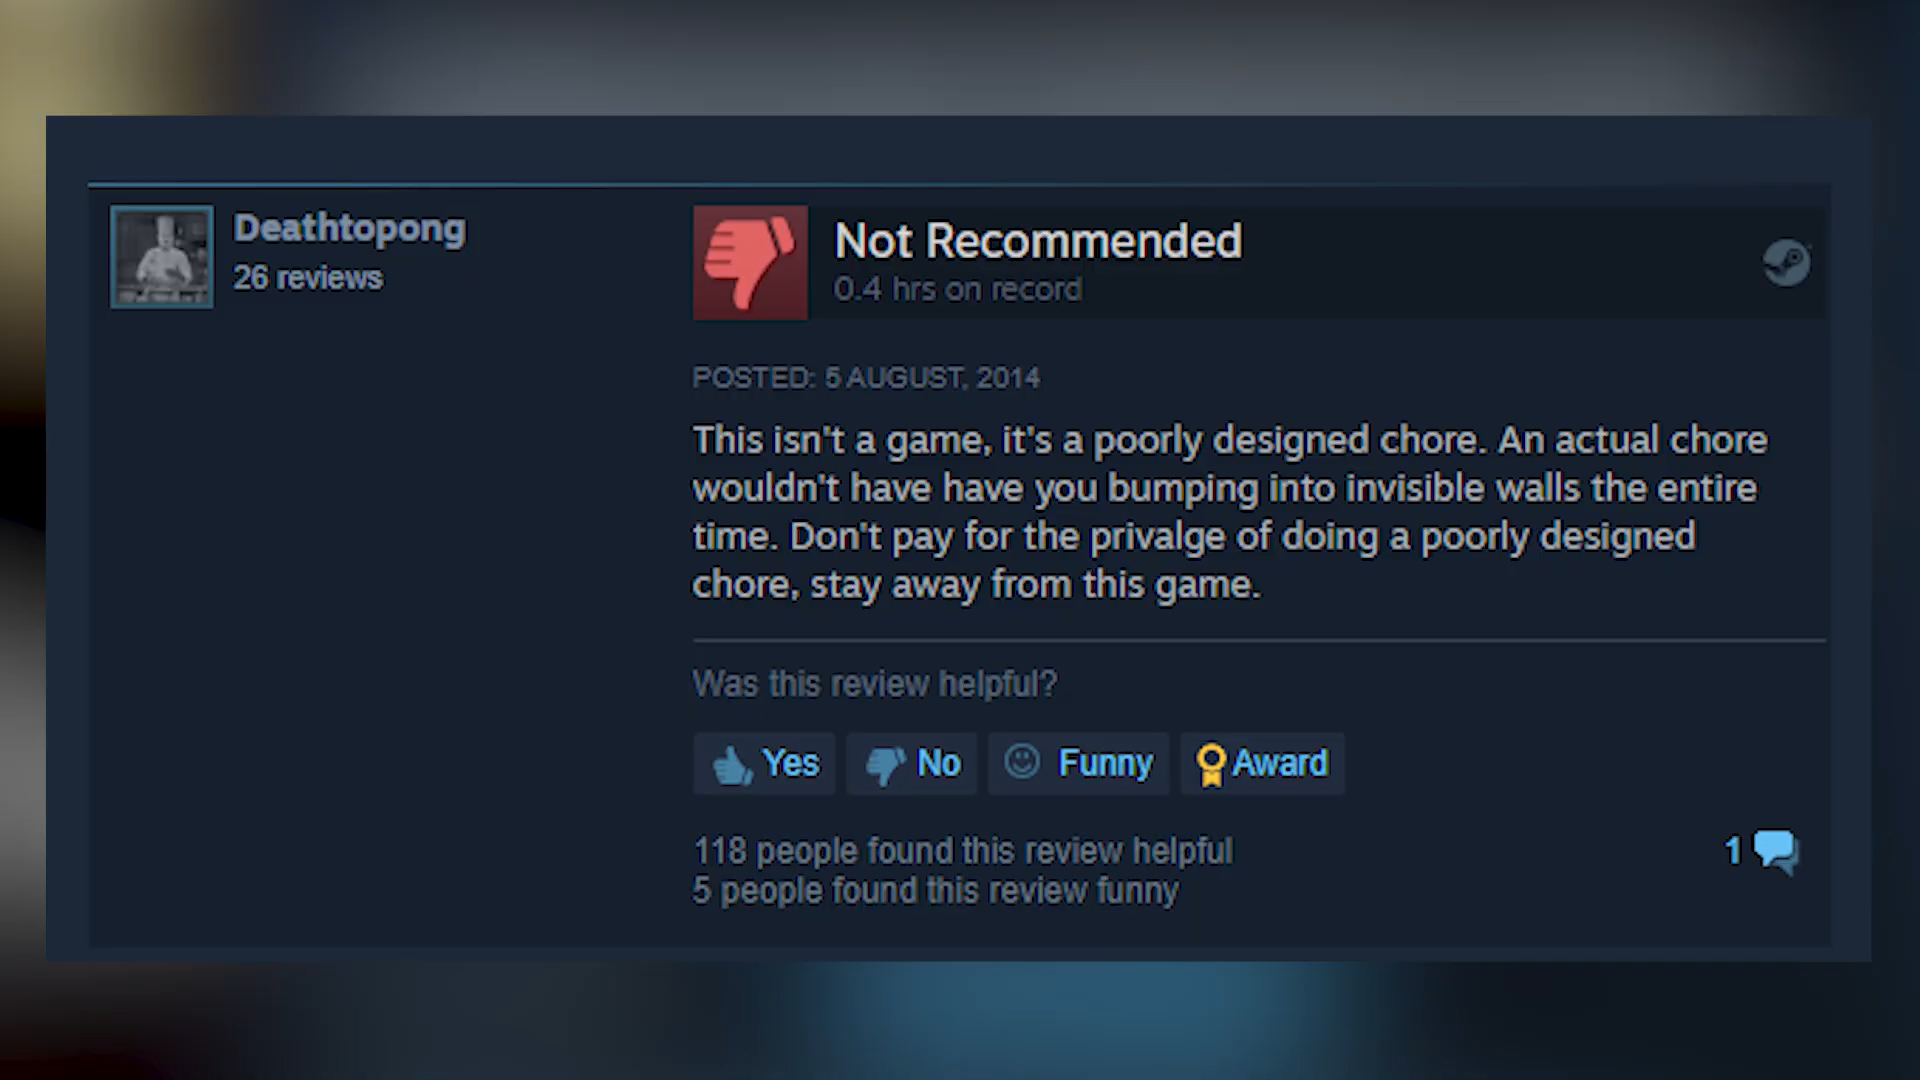 Deathtopong
26 reviews
Not Recommended
0.4 hrs on record
POSTED: 5 AUGUST, 2014
This isn't a game, it's a poorly designed chore. An actual chore
wouldn't have have you bumping into invisible walls the entire
time. Don't pay for the privalge of doing a poorly designed
chore, stay away from this game.
Was this review helpful?
Yes No Funny Award
118 people found this review helpful
1
5 people found this review funny